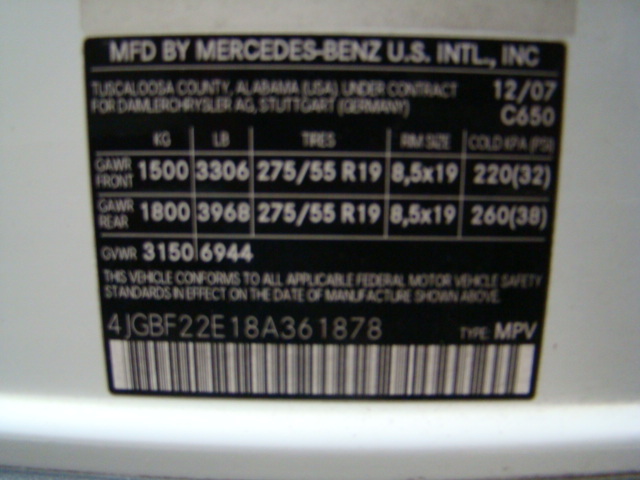 MFD BY MERCEDES-BENZ U.S. INTL., INC
TUSCALOOSA COUNTY, ALABAMA (USA) UNDER CONTRACT 12/07
FOR DAIMLERCHRYSLER AG, STUTTGART (GERMANY) C650
KG LB TIRES RIM SIZE COLD KPA (PSI)
GAWR FRONT 1500 3306 275/55 R19 8,5x19 220(32)
GAWR REAR 1800 3968 275/55 R19 8,5x19 260(38)
GVWR 3150 6944
THIS VEHICLE CONFORMS TO ALL APPLICABLE FEDERAL MOTOR VEHICLE SAFETY
STANDARDS IN EFFECT ON THE DATE OF MANUFACTURE SHOWN ABOVE.
4JGBF22E18A361878 TYPE: MPV